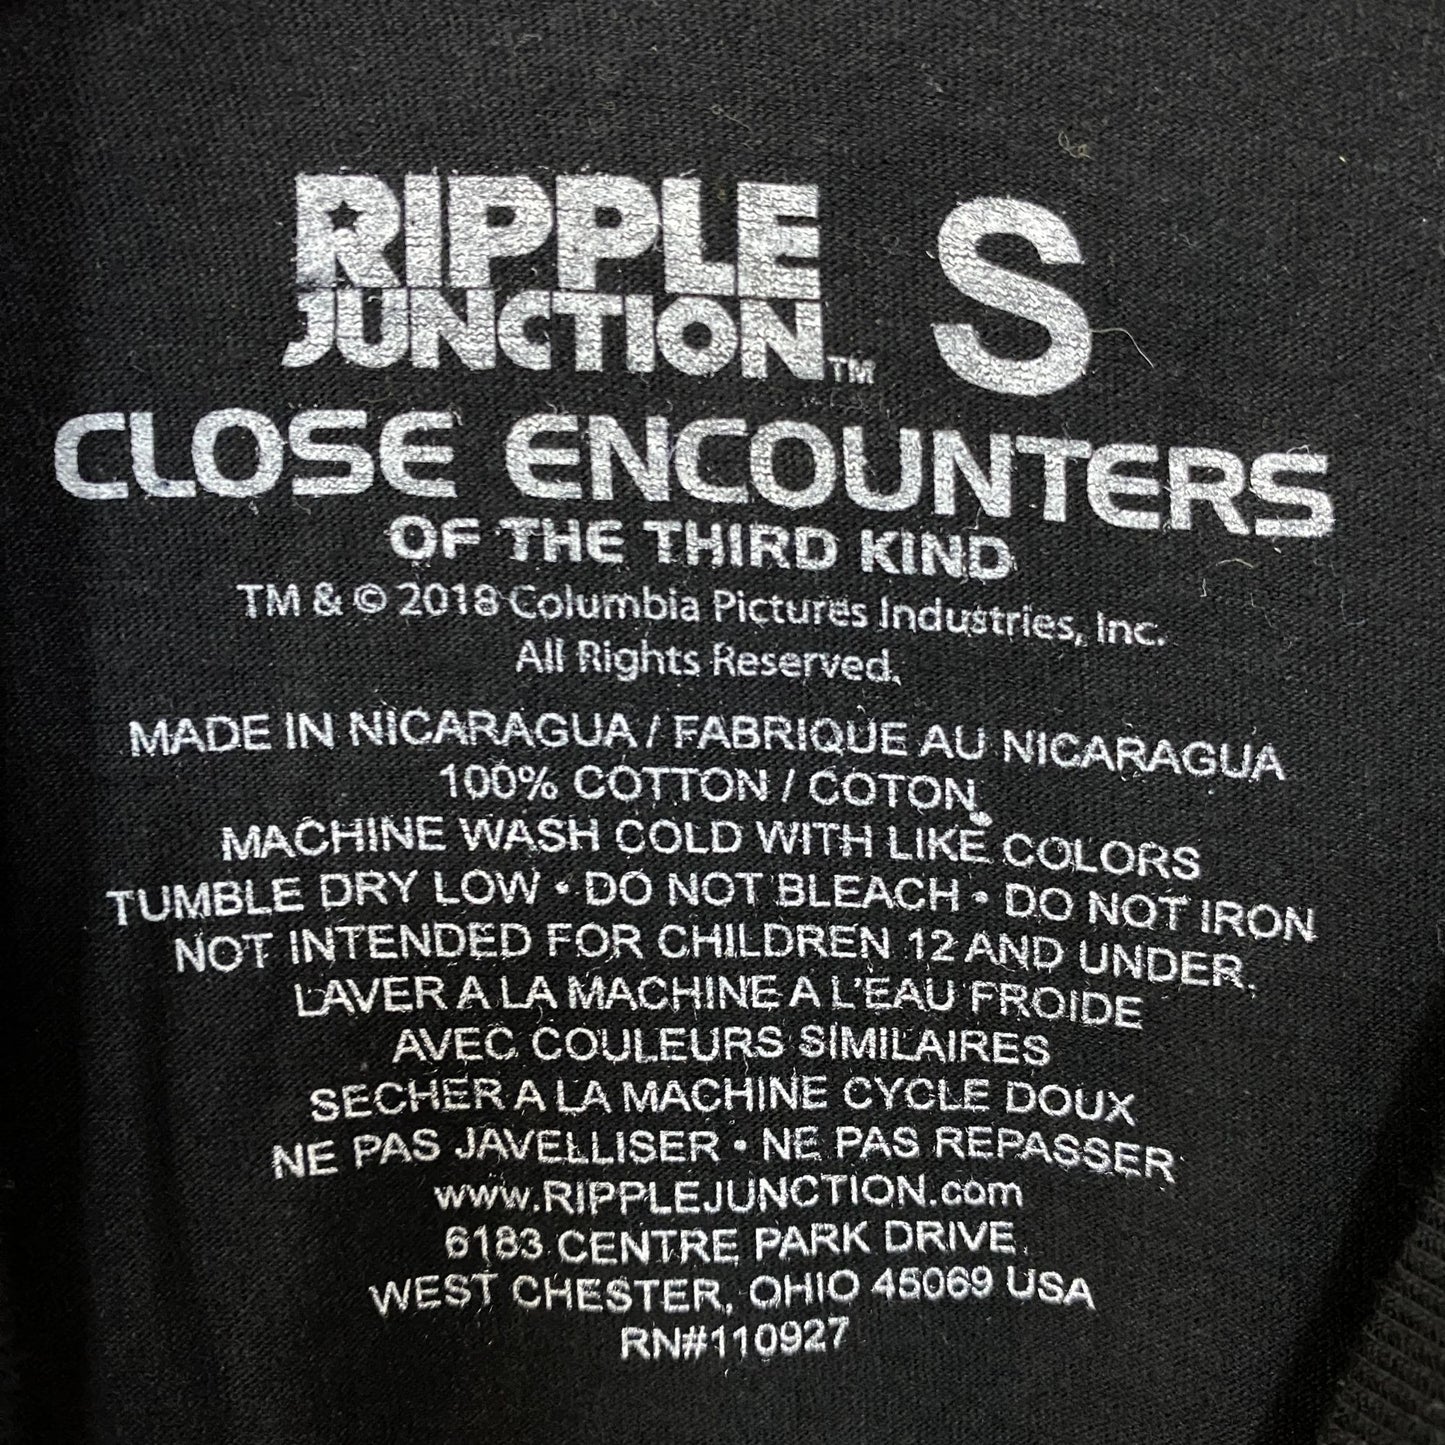 RIPPLE S
JUNCTION™
CLOSE ENCOUNTERS
OF THE THIRD KIND
TM & © 2018 Columbia Pictures Industries, Inc.
All Rights Reserved.
MADE IN NICARAGUA / FABRIQUE AU NICARAGUA
100% COTTON / COTON
MACHINE WASH COLD WITH LIKE COLORS
TUMBLE DRY LOW • DO NOT BLEACH • DO NOT IRON
NOT INTENDED FOR CHILDREN 12 AND UNDER.
LAVER A LA MACHINE A L'EAU FROIDE
AVEC COULEURS SIMILAIRES
SECHER A LA MACHINE CYCLE DOUX
NE PAS JAVELLISER • NE PAS REPASSER
www.RIPPLEJUNCTION.com
6183 CENTRE PARK DRIVE
WEST CHESTER, OHIO 45069 USA
RN#110927